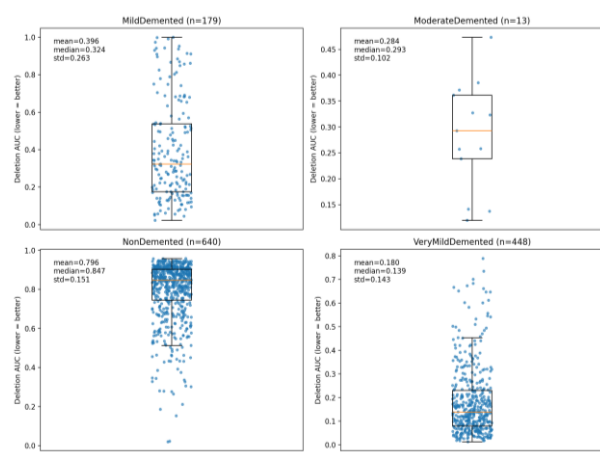 MildDemented (n=179)
mean=0.396
median=0.324
std=0.263
Deletion AUC (lower = better)
1.0
0.8
0.6
0.4
0.2
0.0
ModerateDemented (n=13)
mean=0.284
median=0.293
std=0.102
Deletion AUC (lower = better)
0.45
0.40
0.35
0.30
0.25
0.20
0.15
NonDemented (n=640)
mean=0.796
median=0.847
std=0.151
Deletion AUC (lower = better)
1.0
0.8
0.6
0.4
0.2
0.0
VeryMildDemented (n=448)
mean=0.180
median=0.139
std=0.143
Deletion AUC (lower = better)
0.8
0.7
0.6
0.5
0.4
0.3
0.2
0.1
0.0